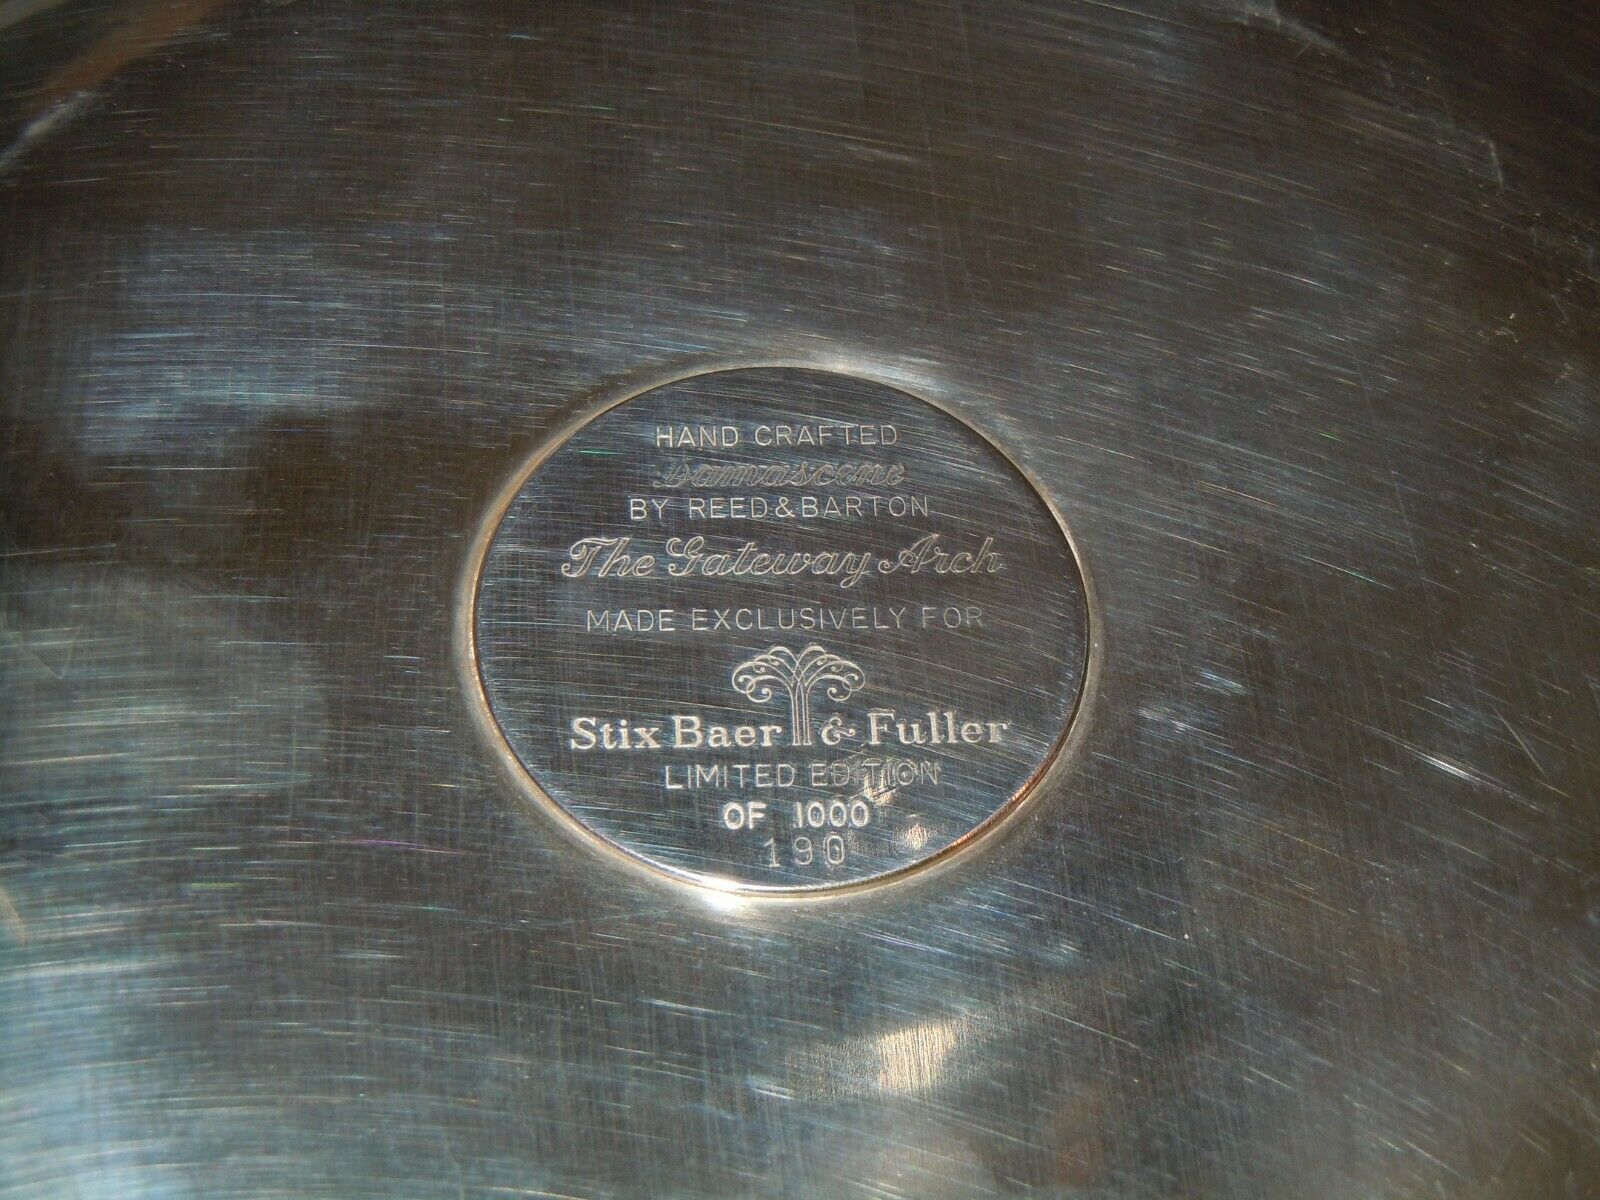 HAND CRAFTED
Damascene
BY REED & BARTON
The Gateway Arch
MADE EXCLUSIVELY FOR
Stix Baer & Fuller
LIMITED EDITION
OF 1000
190